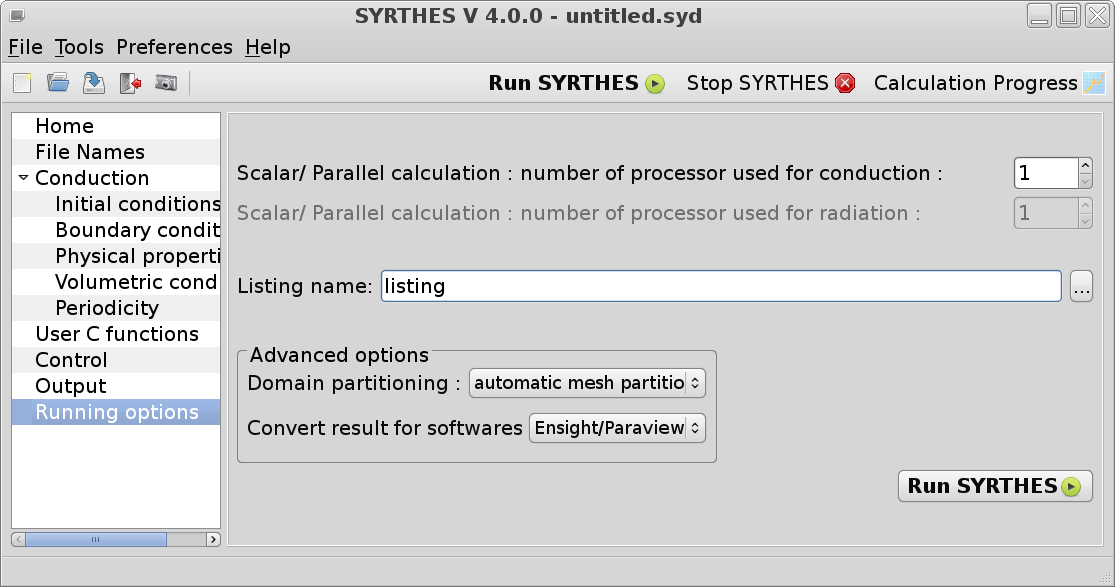 SYRTHES V 4.0.0 - untitled.syd
File Tools Preferences Help
Run SYRTHES Stop SYRTHES Calculation Progress
Home
File Names
Conduction
Initial conditions
Boundary condit
Physical properti
Volumetric cond
Periodicity
User C functions
Control
Output
Running options
Scalar/ Parallel calculation : number of processor used for conduction : 1
Scalar/ Parallel calculation : number of processor used for radiation : 1
Listing name: listing ...
Advanced options
Domain partitioning : automatic mesh partitio
Convert result for softwares Ensight/Paraview
Run SYRTHES